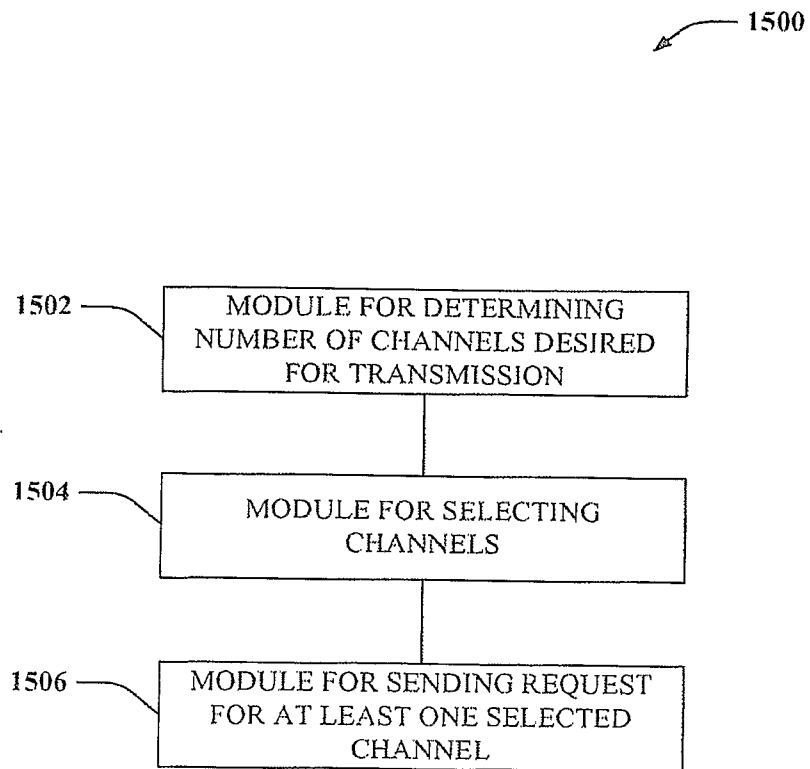 1500
1502
MODULE FOR DETERMINING
NUMBER OF CHANNELS DESIRED
FOR TRANSMISSION
1504
MODULE FOR SELECTING
CHANNELS
1506
MODULE FOR SENDING REQUEST
FOR AT LEAST ONE SELECTED
CHANNEL